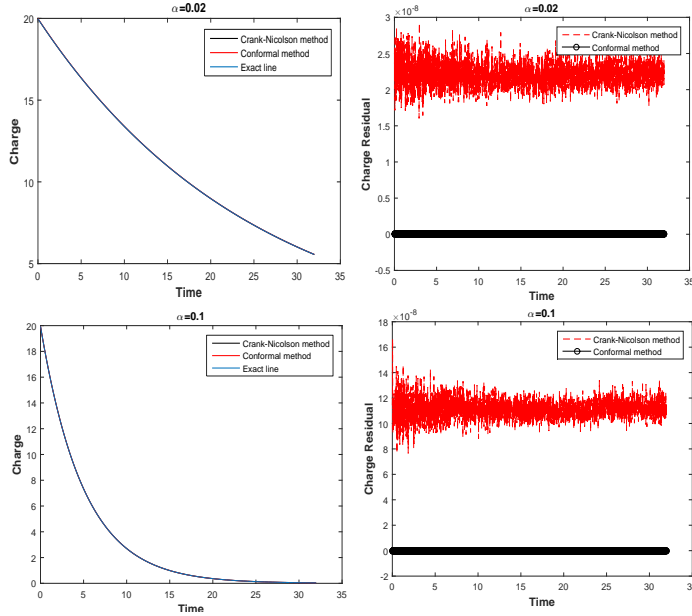 α=0.02
Charge
20
15
10
5
Crank-Nicolson method
Conformal method
Exact line
0 5 10 15 20 25 30 35
Time
×10⁻⁸
α=0.02
Charge Residual
3
2.5
2
1.5
1
0.5
0
-0.5
Crank-Nicolson method
Conformal method
0 5 10 15 20 25 30 35
Time
α=0.1
Charge
20
18
16
14
12
10
8
6
4
2
0
Crank-Nicolson method
Conformal method
Exact line
0 5 10 15 20 25 30 35
Time
×10⁻⁸
α=0.1
Charge Residual
18
16
14
12
10
8
6
4
2
0
-2
Crank-Nicolson method
Conformal method
0 5 10 15 20 25 30 35
Time